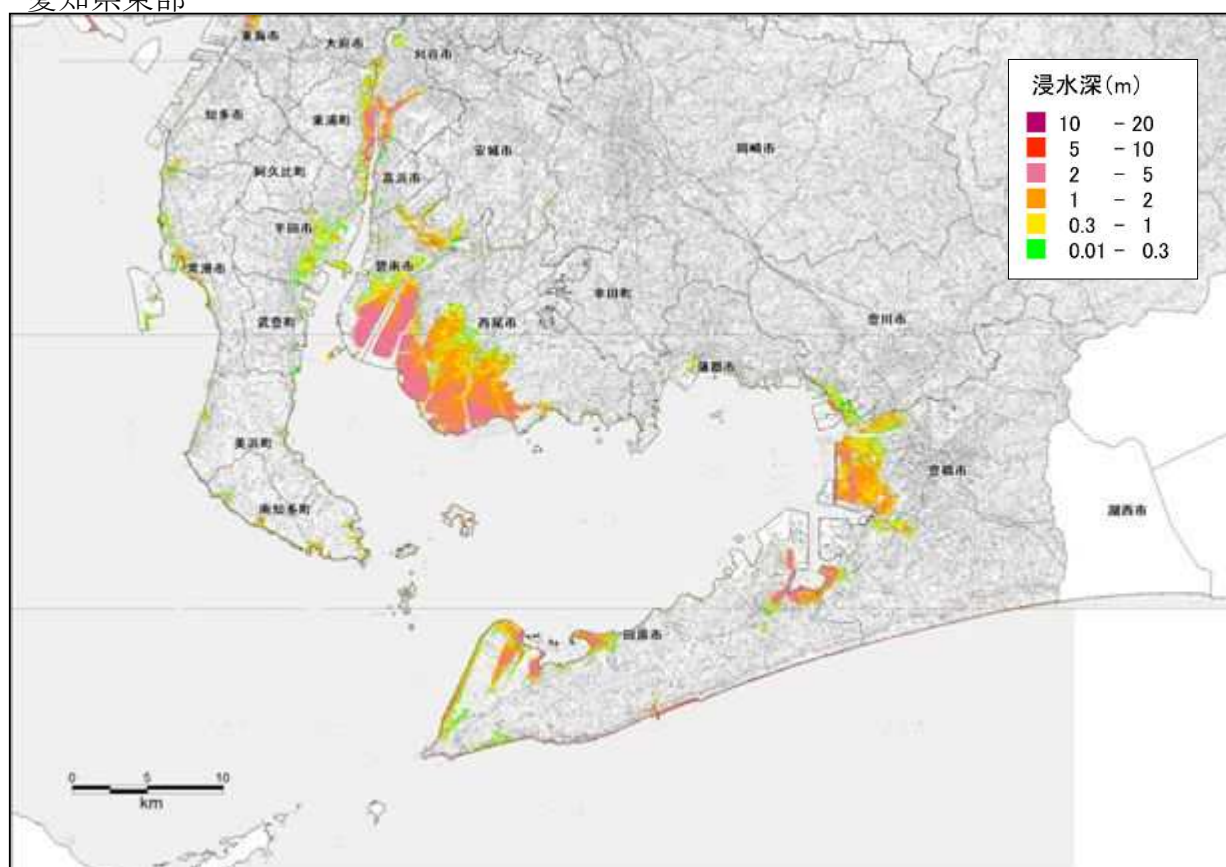 愛知県東部
東海市
大府市
刈谷市
浸水深(m)
10 - 20
5 - 10
2 - 5
1 - 2
0.3 - 1
0.01 - 0.3
知多市
東浦町
安城市
岡崎市
阿久比町
高浜市
半田市
常滑市
碧南市
幸田町
武豊町
西尾市
豊川市
蒲郡市
美浜町
豊橋市
南知多町
湖西市
田原市
0 5 10
km